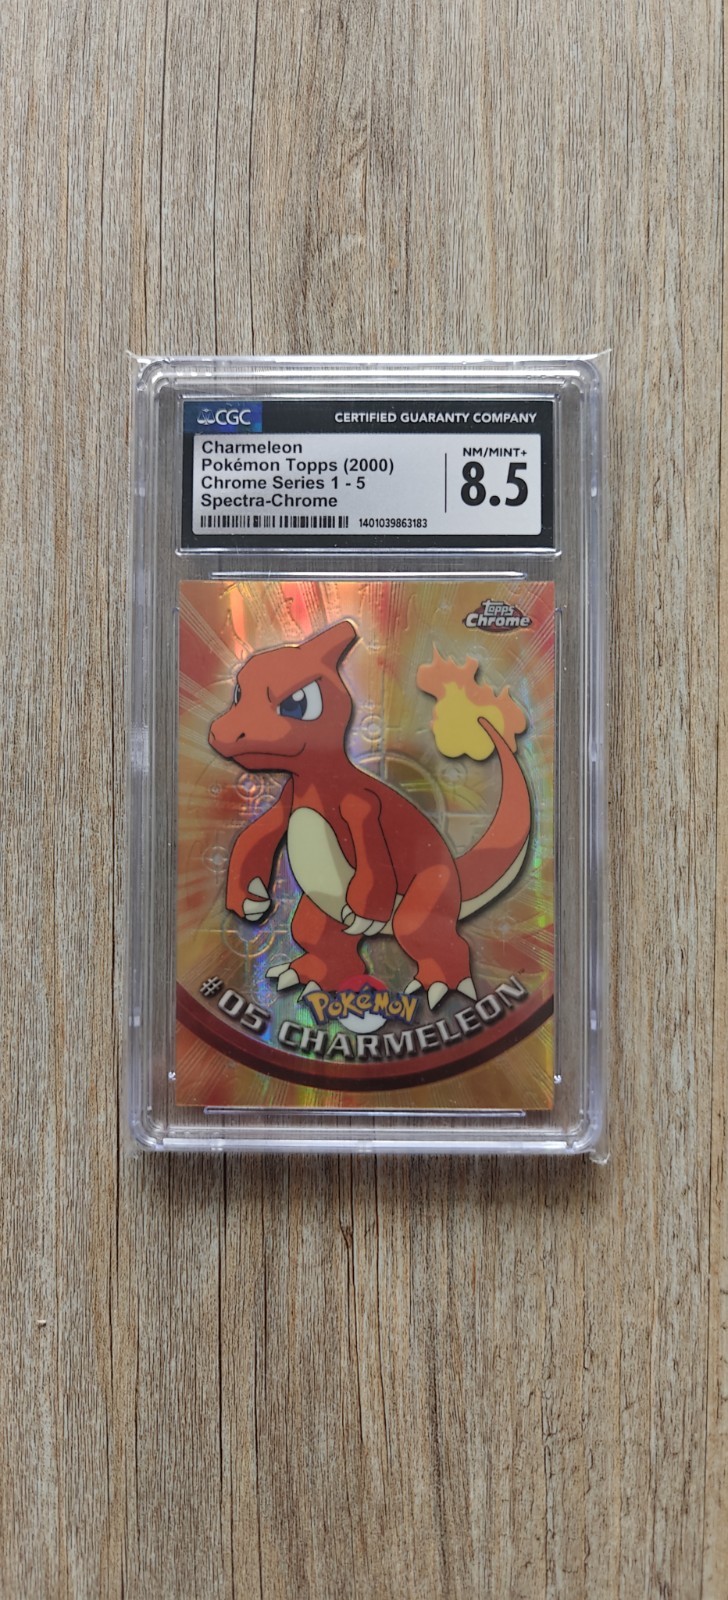 CGC
CERTIFIED GUARANTY COMPANY
Charmeleon
Pokémon Topps (2000)
Chrome Series 1 - 5
Spectra-Chrome
NM/MINT+
8.5
1401039863183
Topps
Chrome
POKéMON
#05 CHARMELEON